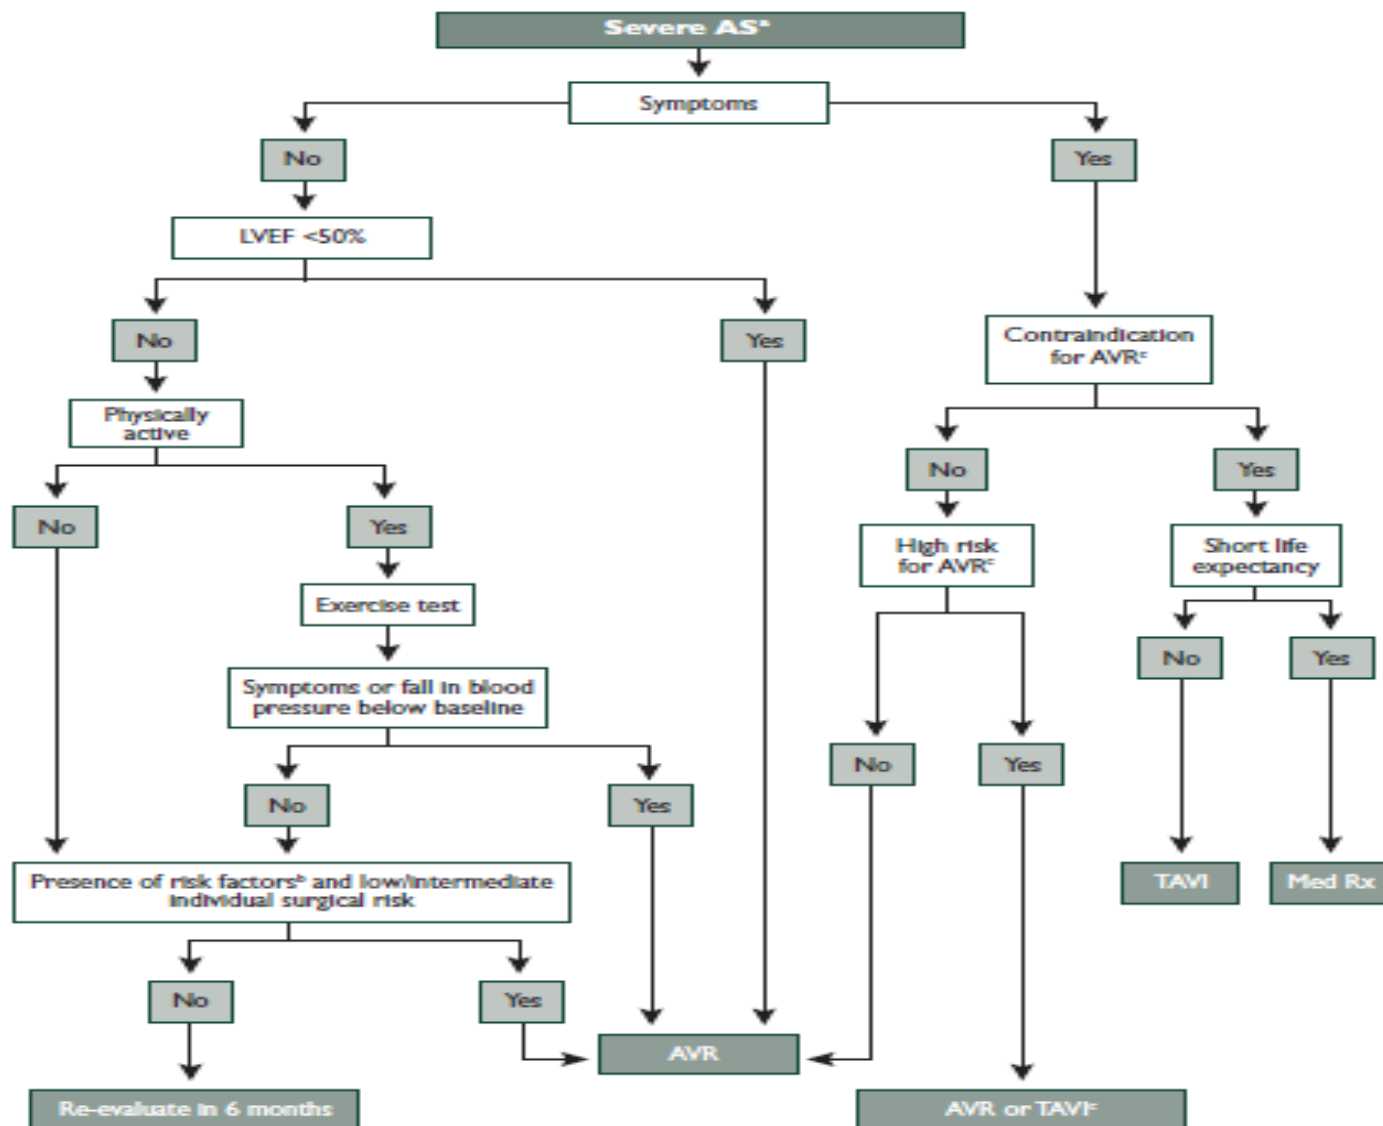 Severe ASᵃ
Symptoms
No
Yes
LVEF <50%
No
Yes
Contraindication
for AVRᶜ
Physically
active
No
Yes
No
Yes
High risk
for AVRᶜ
Short life
expectancy
Exercise test
No
Yes
Symptoms or fall in blood
pressure below baseline
No
Yes
No
Yes
Presence of risk factorsᵇ and low/intermediate
individual surgical risk
TAVI
Med Rx
No
Yes
AVR
Re-evaluate in 6 months
AVR or TAVIᶜ